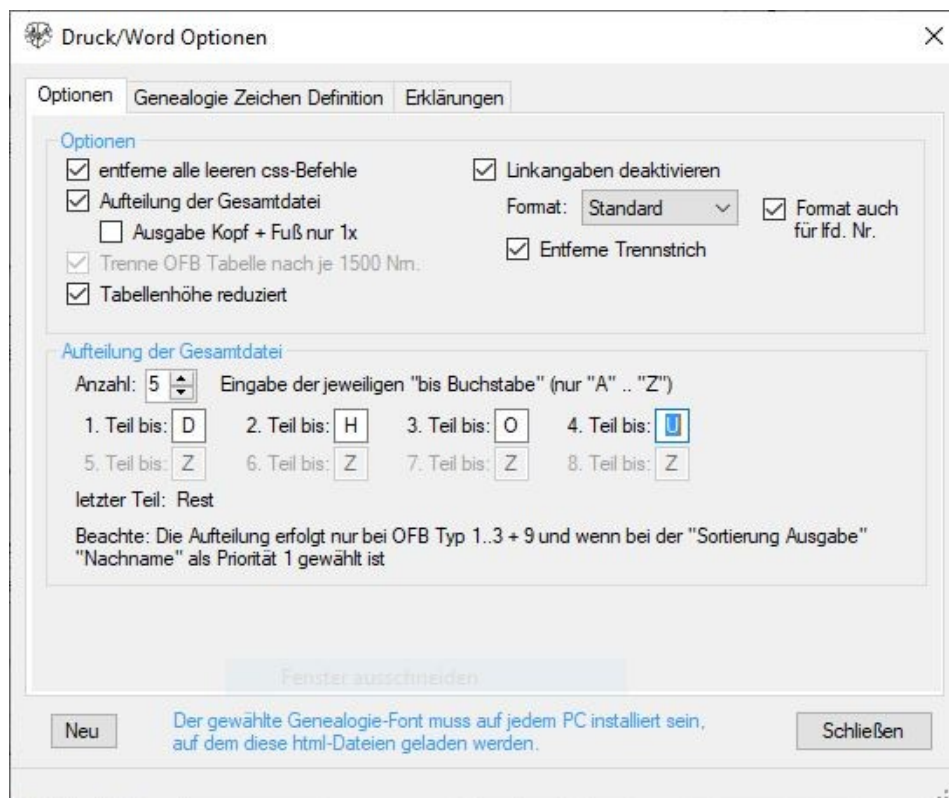 Druck/Word Optionen
Optionen
Genealogie Zeichen Definition
Erklärungen
Optionen
entferne alle leeren css-Befehle
Linkangaben deaktivieren
Aufteilung der Gesamtdatei
Format: Standard
Format auch
für lfd. Nr.
Ausgabe Kopf + Fuß nur 1x
Entferne Trennstrich
Trenne OFB Tabelle nach je 1500 Nrn.
Tabellenhöhe reduziert
Aufteilung der Gesamtdatei
Anzahl: 5 Eingabe der jeweiligen "bis Buchstabe" (nur "A" .. "Z")
1. Teil bis: D 2. Teil bis: H 3. Teil bis: O 4. Teil bis: U
5. Teil bis: Z 6. Teil bis: Z 7. Teil bis: Z 8. Teil bis: Z
letzter Teil: Rest
Beachte: Die Aufteilung erfolgt nur bei OFB Typ 1..3 + 9 und wenn bei der "Sortierung Ausgabe"
"Nachname" als Priorität 1 gewählt ist
Fenster ausschneiden
Neu
Der gewählte Genealogie-Font muss auf jedem PC installiert sein,
auf dem diese html-Dateien geladen werden.
Schließen